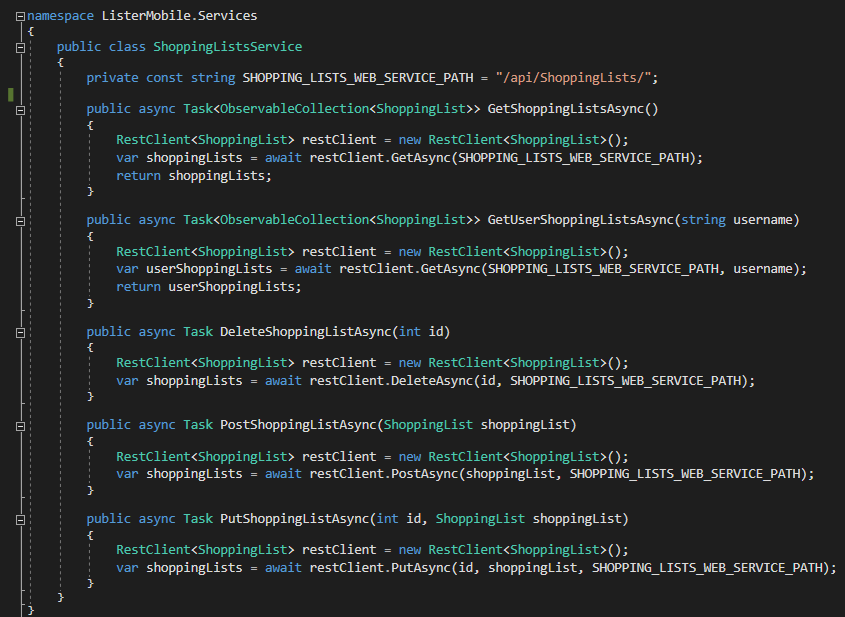 namespace ListerMobile.Services
{
    public class ShoppingListsService
    {
        private const string SHOPPING_LISTS_WEB_SERVICE_PATH = "/api/ShoppingLists/";

        public async Task<ObservableCollection<ShoppingList>> GetShoppingListsAsync()
        {
            RestClient<ShoppingList> restClient = new RestClient<ShoppingList>();
            var shoppingLists = await restClient.GetAsync(SHOPPING_LISTS_WEB_SERVICE_PATH);
            return shoppingLists;
        }

        public async Task<ObservableCollection<ShoppingList>> GetUserShoppingListsAsync(string username)
        {
            RestClient<ShoppingList> restClient = new RestClient<ShoppingList>();
            var userShoppingLists = await restClient.GetAsync(SHOPPING_LISTS_WEB_SERVICE_PATH, username);
            return userShoppingLists;
        }

        public async Task DeleteShoppingListAsync(int id)
        {
            RestClient<ShoppingList> restClient = new RestClient<ShoppingList>();
            var shoppingLists = await restClient.DeleteAsync(id, SHOPPING_LISTS_WEB_SERVICE_PATH);
        }

        public async Task PostShoppingListAsync(ShoppingList shoppingList)
        {
            RestClient<ShoppingList> restClient = new RestClient<ShoppingList>();
            var shoppingLists = await restClient.PostAsync(shoppingList, SHOPPING_LISTS_WEB_SERVICE_PATH);
        }

        public async Task PutShoppingListAsync(int id, ShoppingList shoppingList)
        {
            RestClient<ShoppingList> restClient = new RestClient<ShoppingList>();
            var shoppingLists = await restClient.PutAsync(id, shoppingList, SHOPPING_LISTS_WEB_SERVICE_PATH);
        }
    }
}